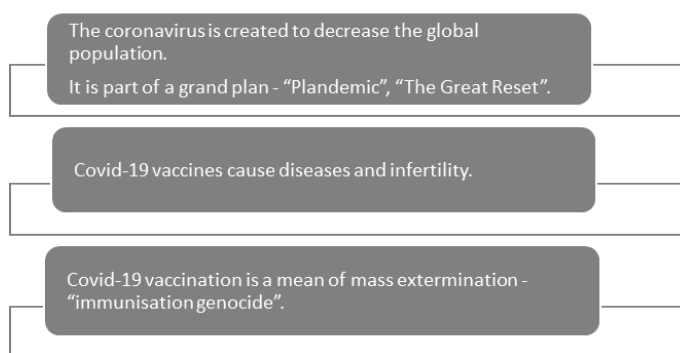 The coronavirus is created to decrease the global
population.
It is part of a grand plan - “Plandemic”, “The Great Reset”.
Covid-19 vaccines cause diseases and infertility.
Covid-19 vaccination is a mean of mass extermination -
“immunisation genocide”.